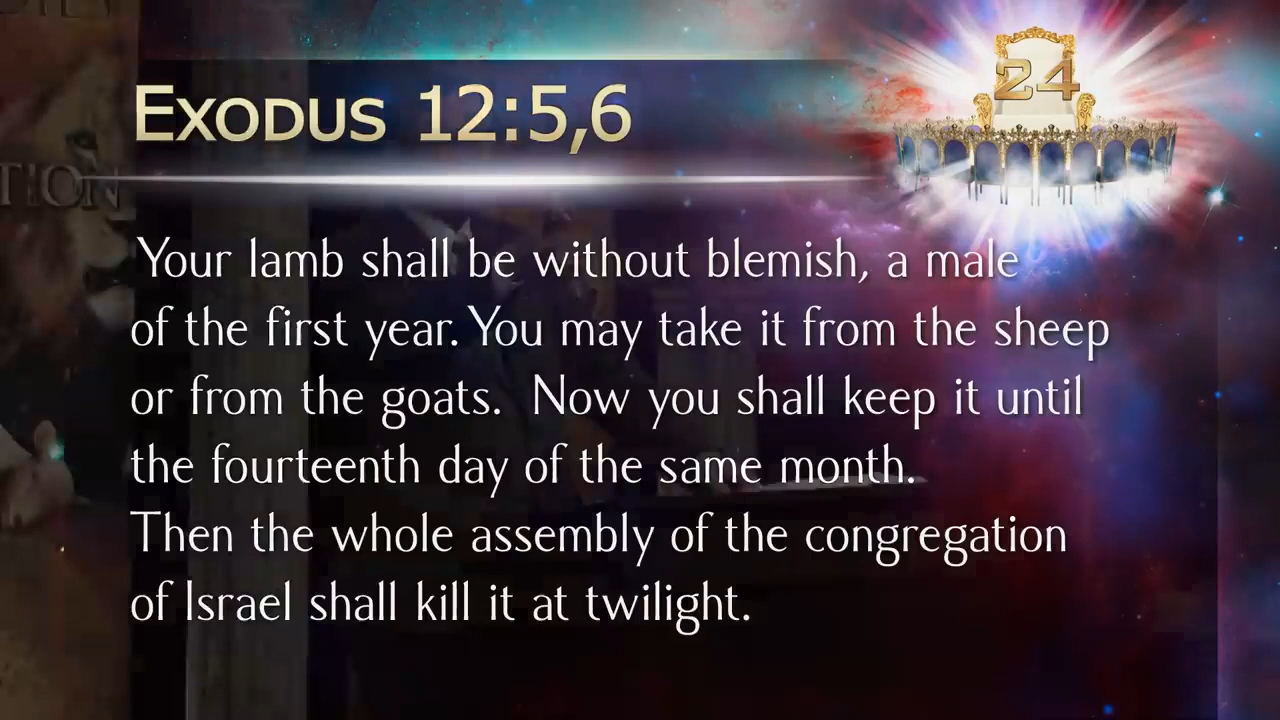 Exodus 12:5,6
24
TION
Your lamb shall be without blemish, a male
of the first year. You may take it from the sheep
or from the goats.  Now you shall keep it until
the fourteenth day of the same month.
Then the whole assembly of the congregation
of Israel shall kill it at twilight.